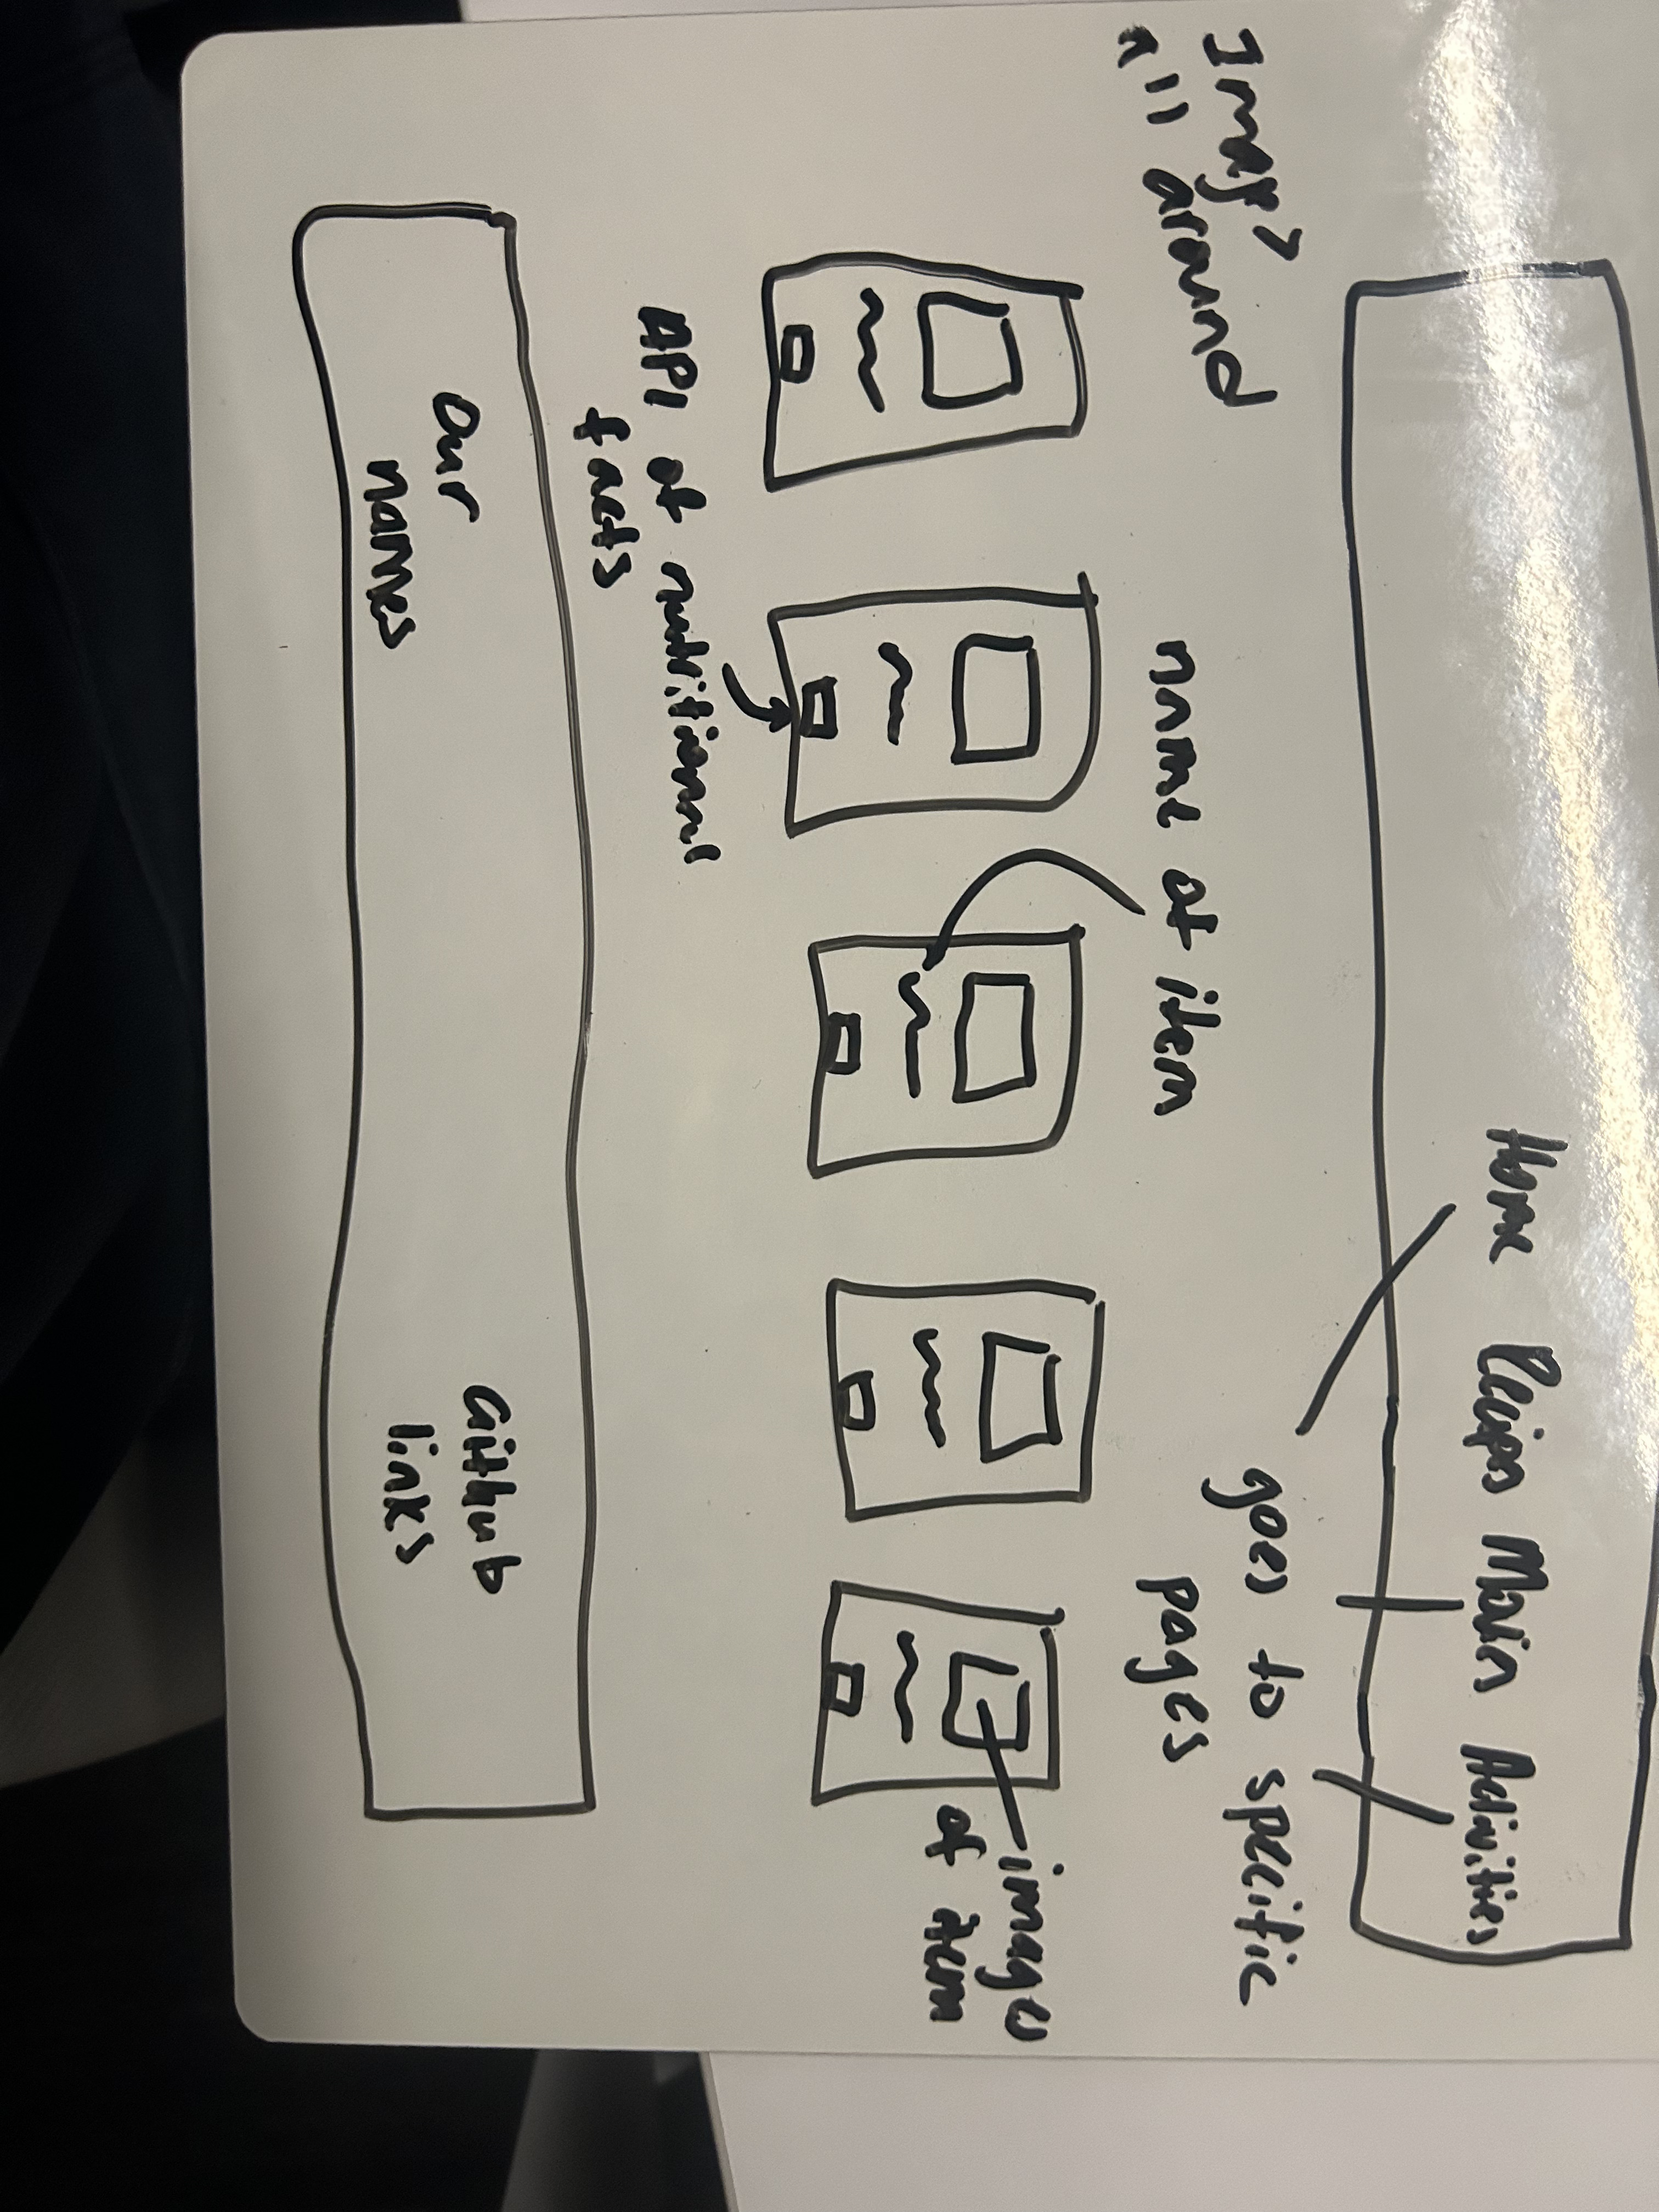 Home Recipes Main Activities
Images
All around
goes to specific
pages
name of item
image
of item
API of nutritional
facts
Our
names
Github
links